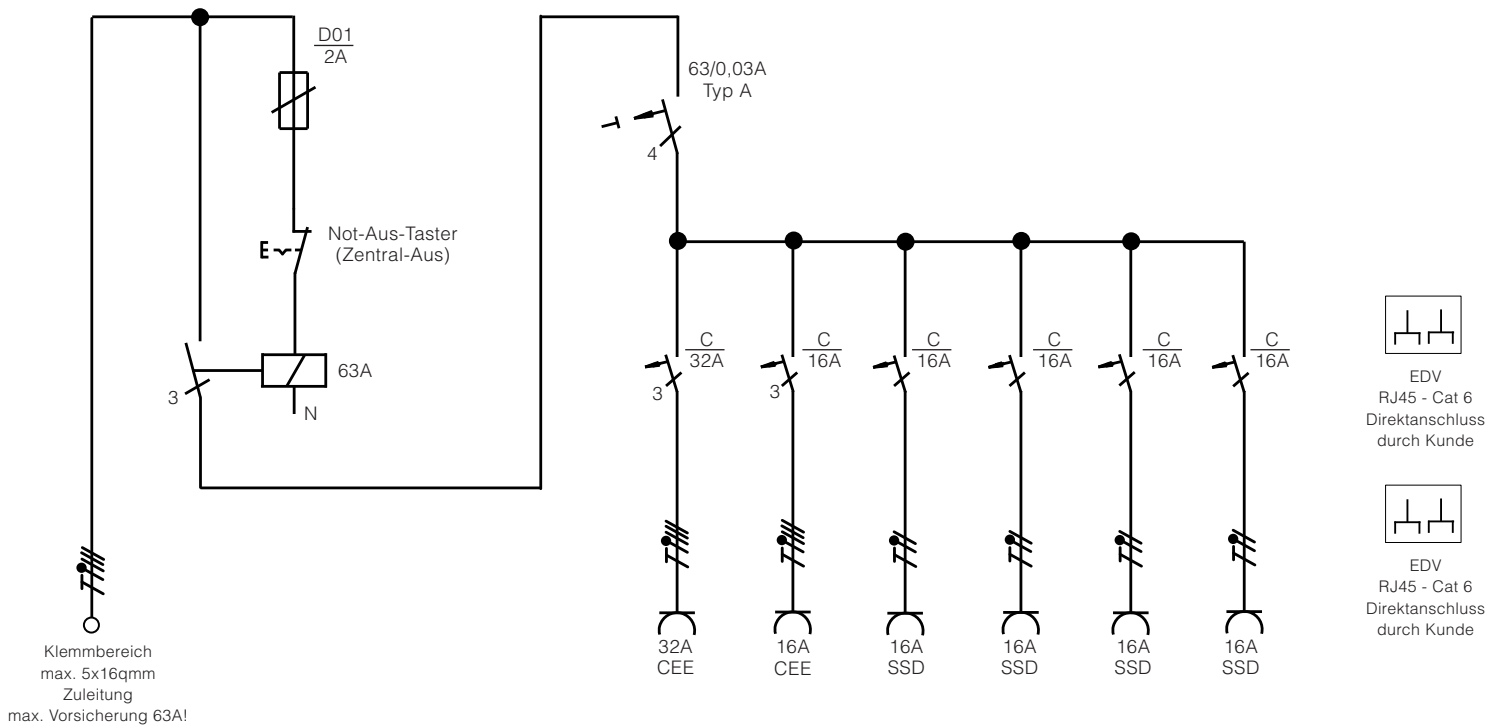 D01
2A
Not-Aus-Taster
(Zentral-Aus)
63A
N
3
Klemmbereich
max. 5x16qmm
Zuleitung
max. Vorsicherung 63A!
63/0,03A
Typ A
4
C
32A
3
C
16A
3
C
16A
C
16A
C
16A
C
16A
32A
CEE
16A
CEE
16A
SSD
16A
SSD
16A
SSD
16A
SSD
EDV
RJ45 - Cat 6
Direktanschluss
durch Kunde
EDV
RJ45 - Cat 6
Direktanschluss
durch Kunde